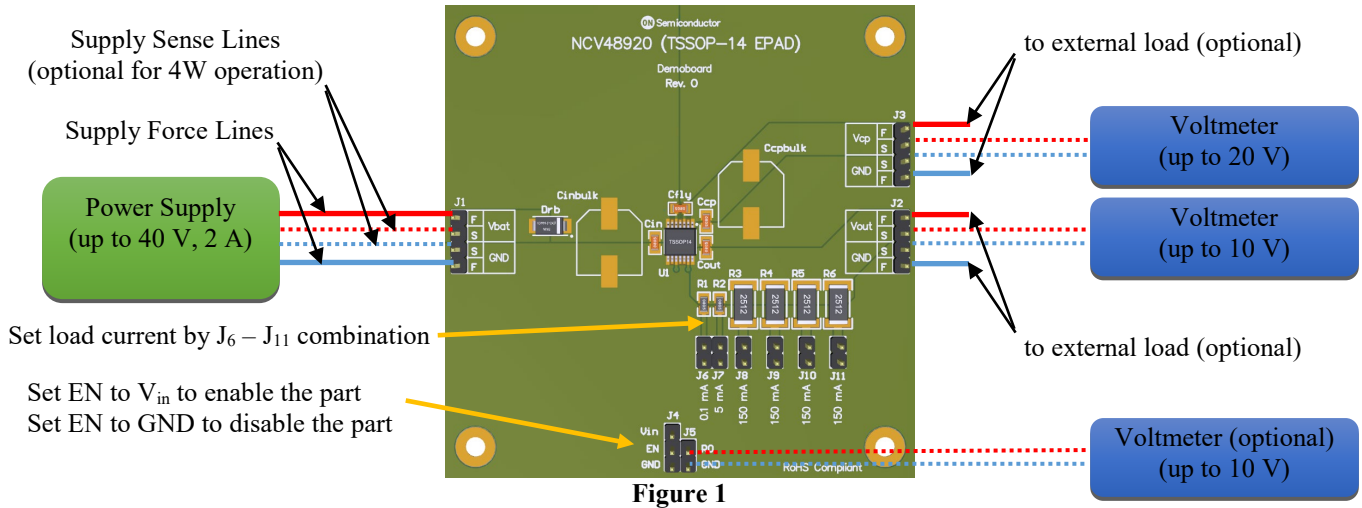 Supply Sense Lines
(optional for 4W operation)
Supply Force Lines
Power Supply
(up to 40 V, 2 A)
Set load current by J6 – J11 combination
Set EN to Vin to enable the part
Set EN to GND to disable the part
ON Semiconductor
NCV48920 (TSSOP-14 EPAD)
Demoboard
Rev. 0
J1
F
S
S
F
Vbat
GND
Drb
Cinbulk
Cin
Cfly
Ccp
Ccpbulk
TSSOP14
U1
Cout
R1
R2
R3
R4
R5
R6
2512
2512
2512
2512
J6
J7
J8
J9
J10
J11
0.1 mA
5 mA
150 mA
150 mA
150 mA
150 mA
J4
J5
Vin
EN
GND
PO
GND
RoHS Compliant
J3
Vcp
GND
F
S
S
F
J2
Vout
GND
F
S
S
F
to external load (optional)
Voltmeter
(up to 20 V)
Voltmeter
(up to 10 V)
to external load (optional)
Voltmeter (optional)
(up to 10 V)
Figure 1